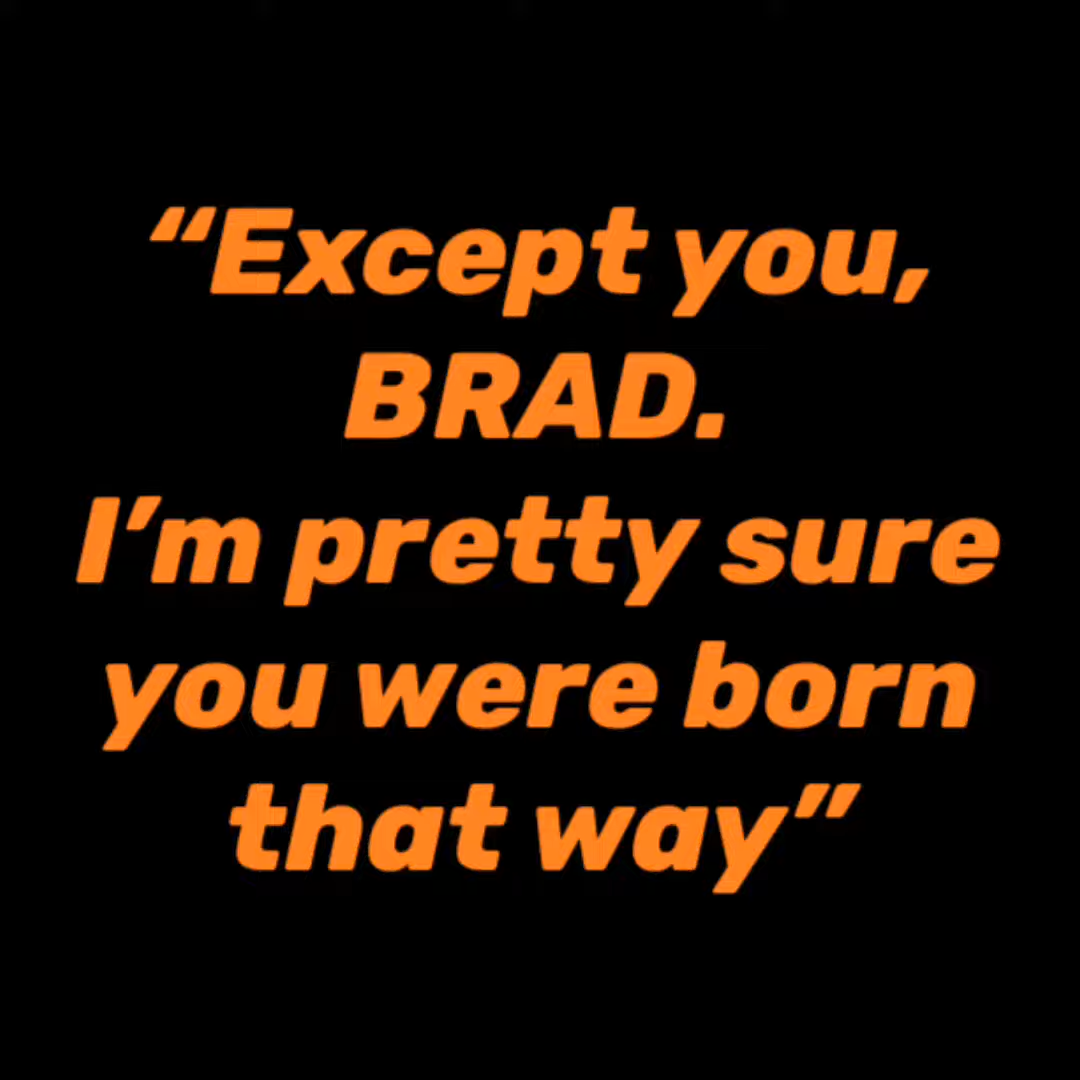 “Except you,
BRAD.
I’m pretty sure
you were born
that way”